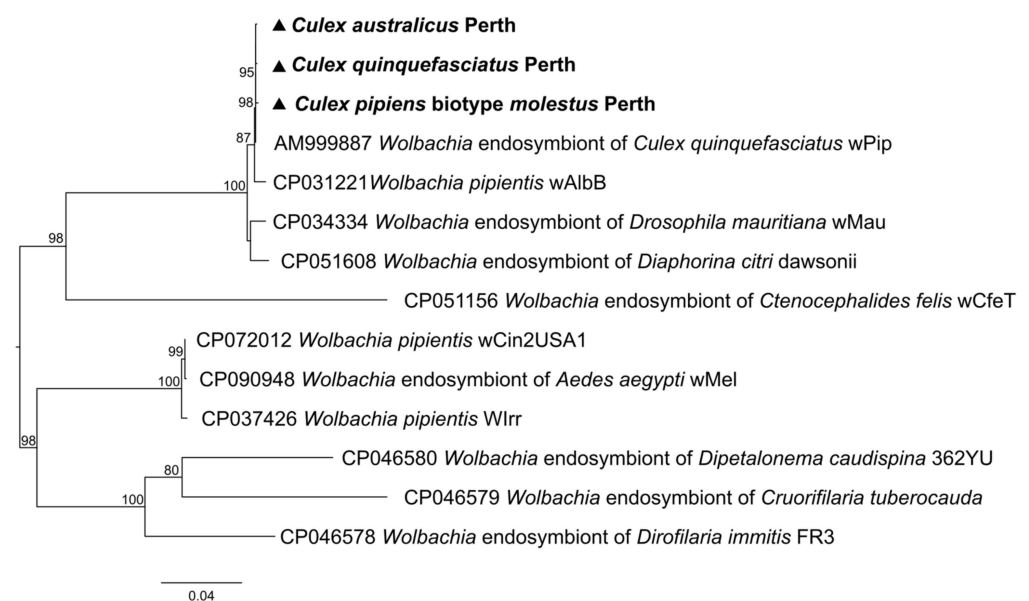 ▲ Culex australicus Perth
95
▲ Culex quinquefasciatus Perth
98
▲ Culex pipiens biotype molestus Perth
87
AM999887 Wolbachia endosymbiont of Culex quinquefasciatus wPip
100
CP031221Wolbachia pipientis wAlbB
CP034334 Wolbachia endosymbiont of Drosophila mauritiana wMau
98
CP051608 Wolbachia endosymbiont of Diaphorina citri dawsonii
CP051156 Wolbachia endosymbiont of Ctenocephalides felis wCfeT
99
CP072012 Wolbachia pipientis wCin2USA1
100
CP090948 Wolbachia endosymbiont of Aedes aegypti wMel
CP037426 Wolbachia pipientis WIrr
98
80
CP046580 Wolbachia endosymbiont of Dipetalonema caudispina 362YU
100
CP046579 Wolbachia endosymbiont of Cruorifilaria tuberocauda
CP046578 Wolbachia endosymbiont of Dirofilaria immitis FR3
0.04